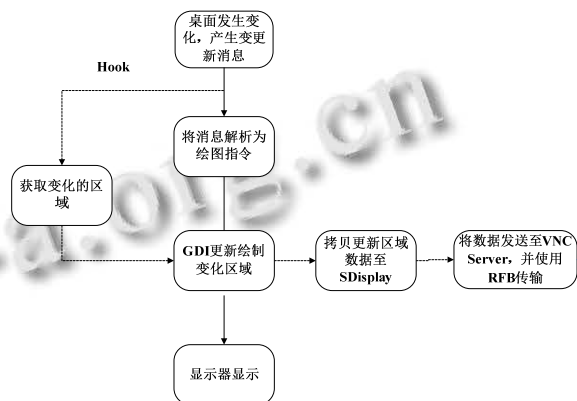 桌面发生变
化，产生变更
新消息
Hook
将消息解析为
绘图指令
获取变化的区
域
GDI更新绘制
变化区域
拷贝更新区域
数据至
SDisplay
将数据发送至VNC
Server，并使用
RFB传输
显示器显示
a.org.cn